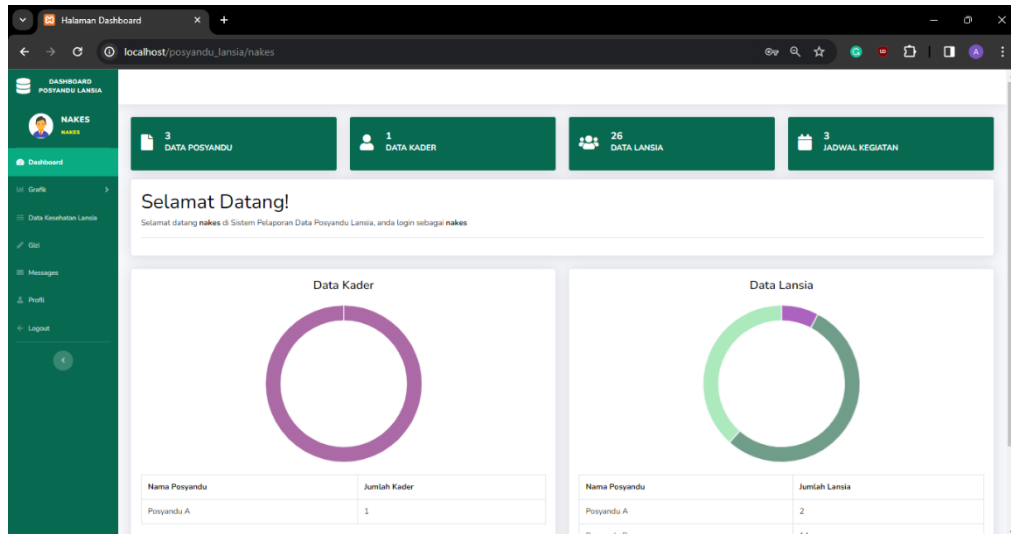 Halaman Dashboard
localhost/posyandu_lansia/nakes
DASHBOARD
POSYANDU LANSIA
NAKES
NAKES
Dashboard
Grafik
Data Kesehatan Lansia
Gizi
Messages
Profil
Logout
3
DATA POSYANDU
1
DATA KADER
26
DATA LANSIA
3
JADWAL KEGIATAN
Selamat Datang!
Selamat datang nakes di Sistem Pelaporan Data Posyandu Lansia, anda login sebagai nakes
Data Kader
Nama Posyandu Jumlah Kader
Posyandu A 1
Data Lansia
Nama Posyandu Jumlah Lansia
Posyandu A 2